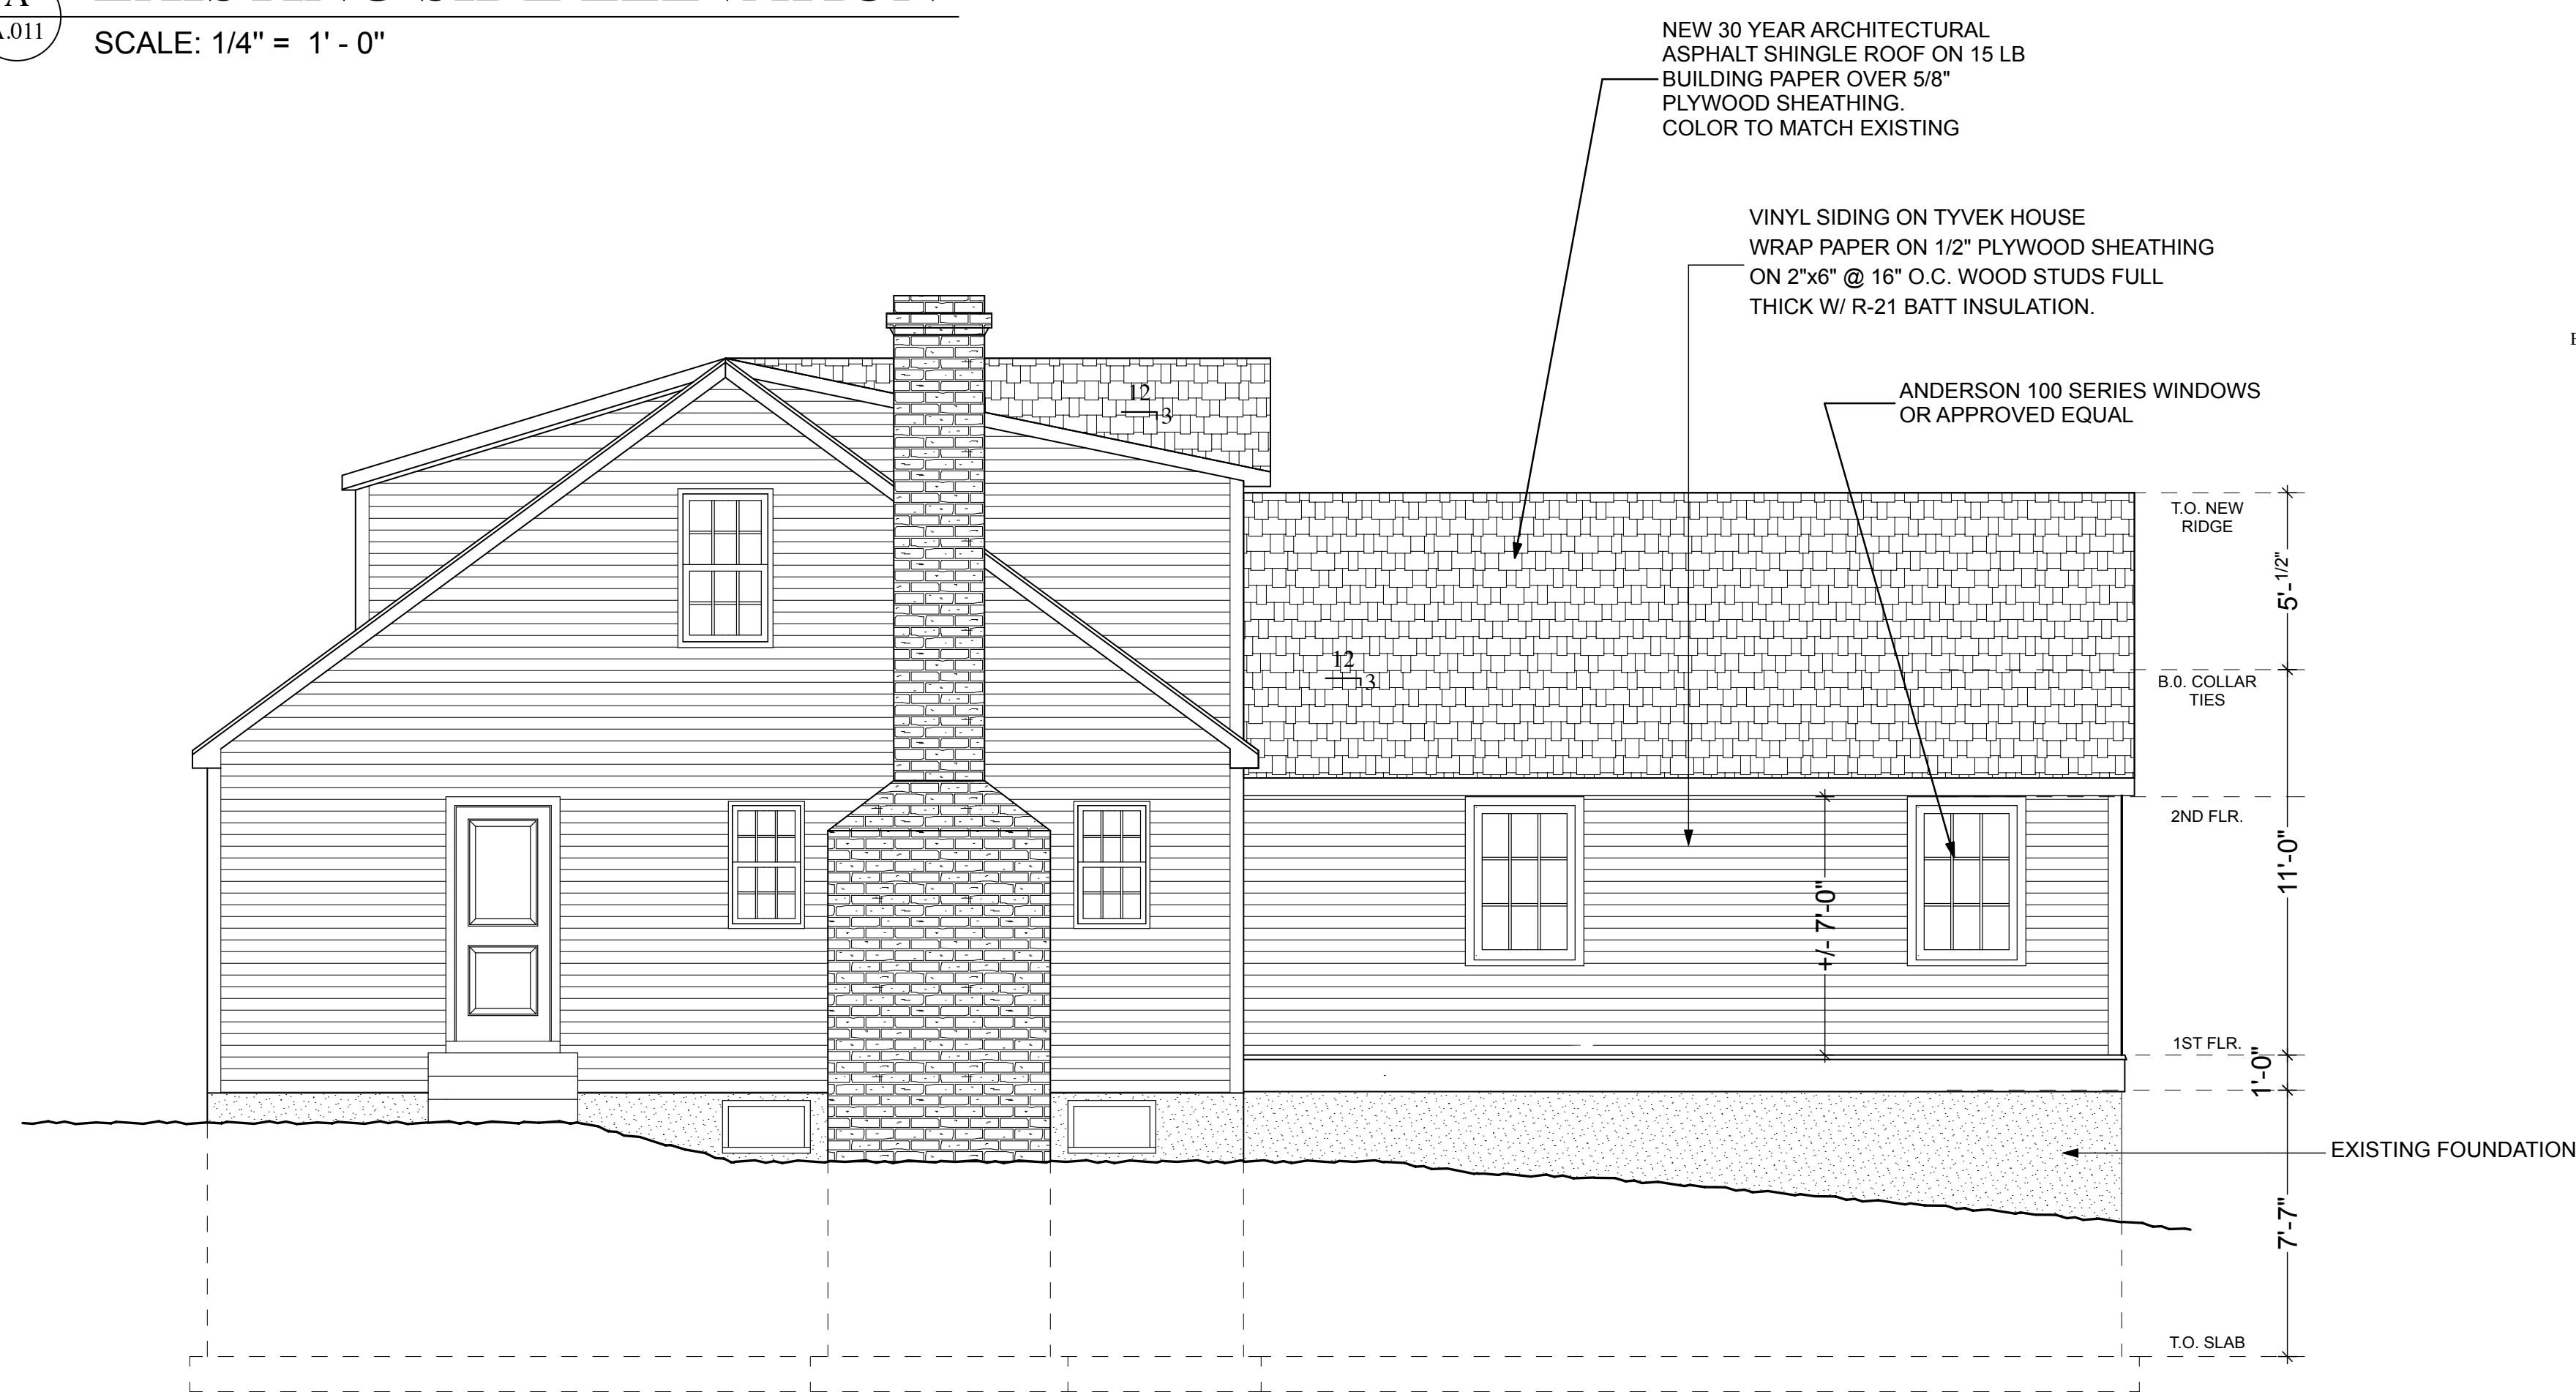 A
A.011
EXISTING SIDE ELEVATION
SCALE: 1/4" = 1' - 0"
NEW 30 YEAR ARCHITECTURAL
ASPHALT SHINGLE ROOF ON 15 LB
BUILDING PAPER OVER 5/8"
PLYWOOD SHEATHING.
COLOR TO MATCH EXISTING
VINYL SIDING ON TYVEK HOUSE
WRAP PAPER ON 1/2" PLYWOOD SHEATHING
ON 2"x6" @ 16" O.C. WOOD STUDS FULL
THICK W/ R-21 BATT INSULATION.
ANDERSON 100 SERIES WINDOWS
OR APPROVED EQUAL
12
3
T.O. NEW
RIDGE
5'-1/2"
12
3
B.0. COLLAR
TIES
2ND FLR.
11'-0"
+/- 7'-0"
1ST FLR.
1'-0"
EXISTING FOUNDATION
7'-7"
T.O. SLAB